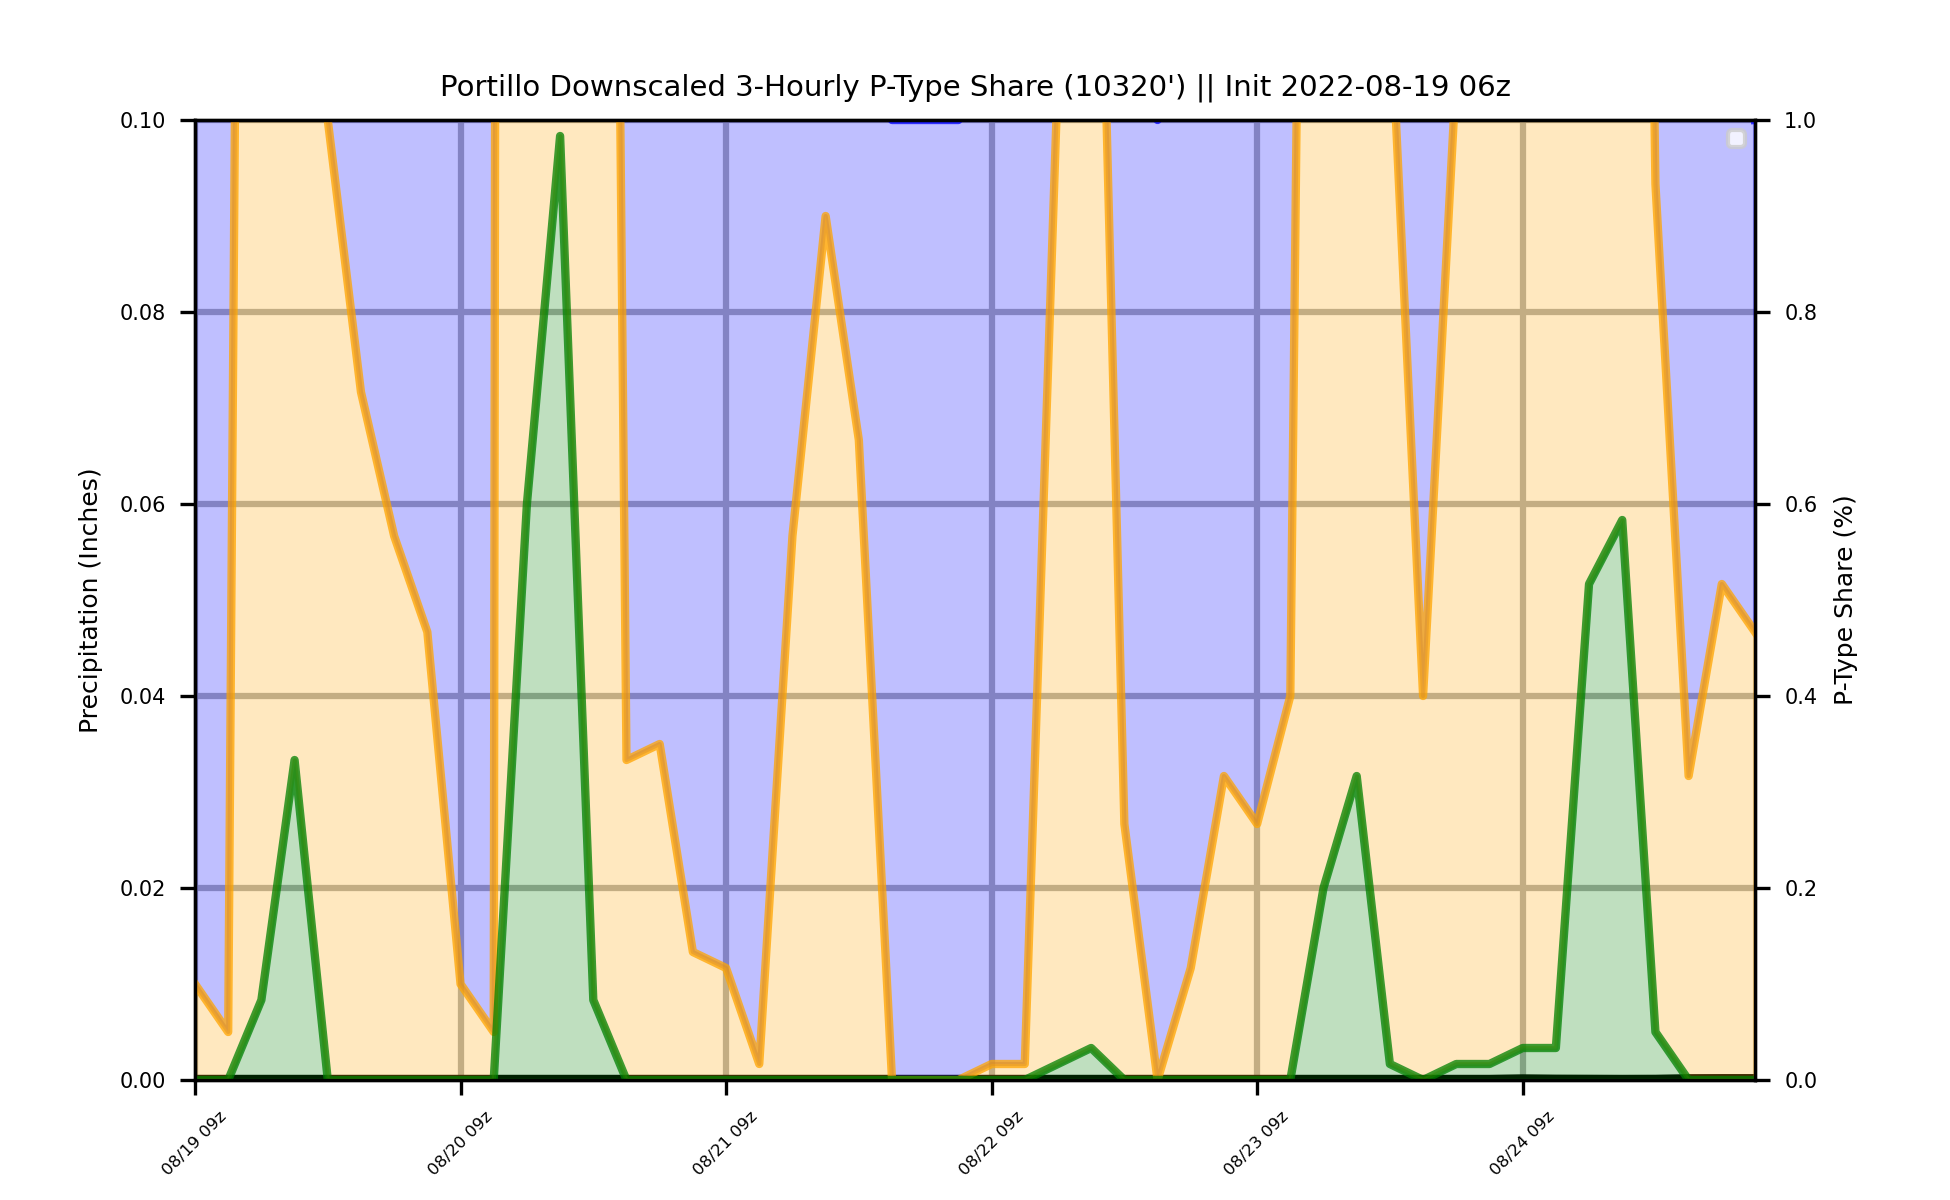 Portillo Downscaled 3-Hourly P-Type Share (10320') || Init 2022-08-19 06z
0.10
0.08
0.06
0.04
0.02
0.00
Precipitation (Inches)
1.0
0.8
0.6
0.4
0.2
0.0
P-Type Share (%)
08/19 09z
08/20 09z
08/21 09z
08/22 09z
08/23 09z
08/24 09z